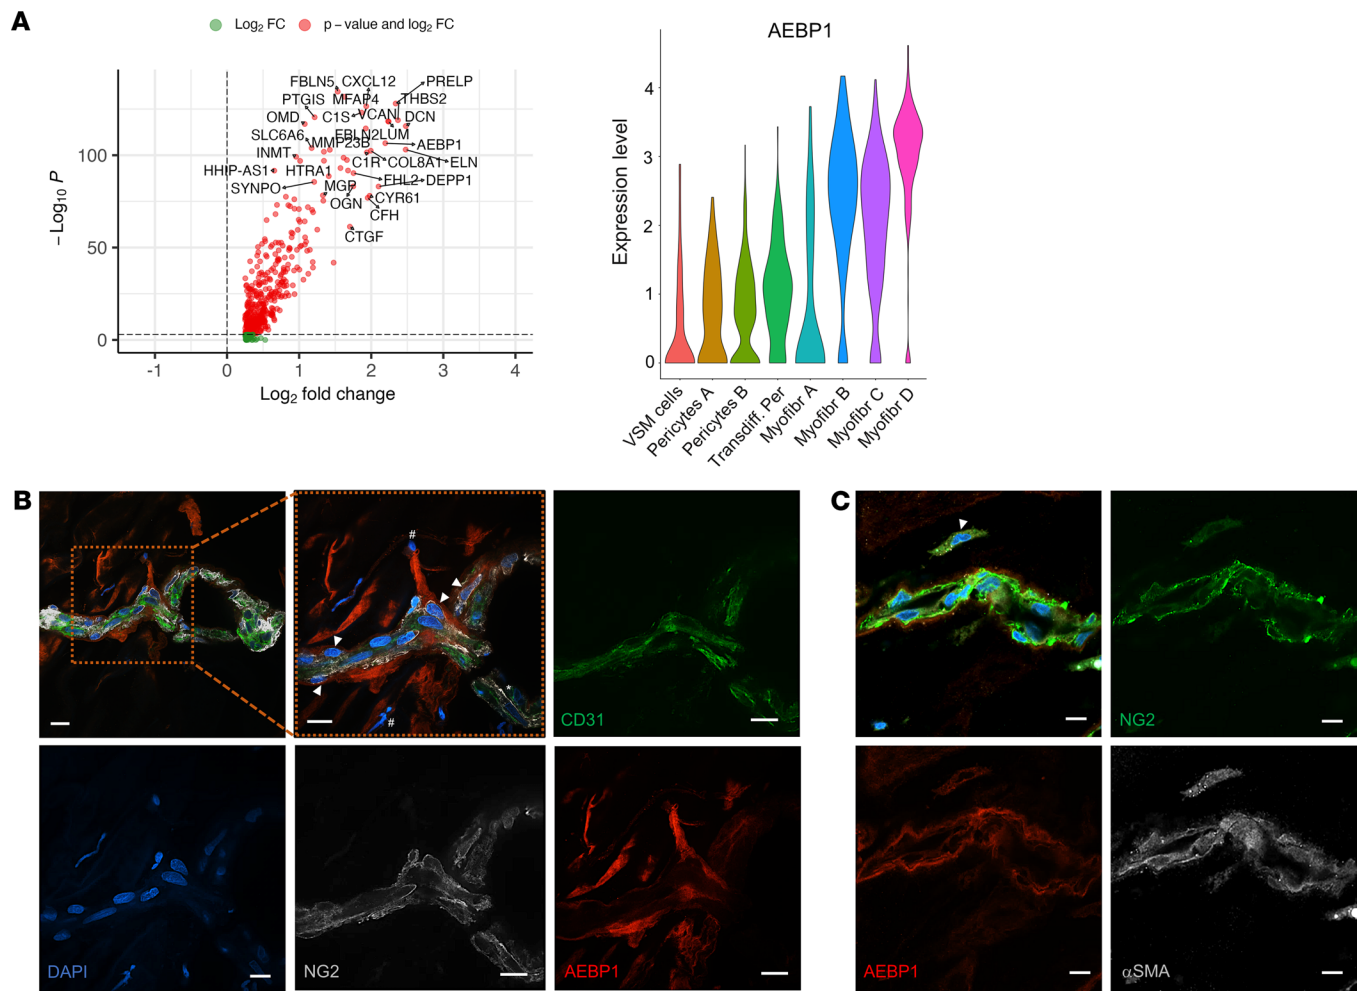 A
Log₂ FC
p – value and log₂ FC
FBLN5
CXCL12
PRELP
PTGIS
MFAP4
THBS2
OMD
C1S
VCAN
DCN
SLC6A6
MMP23B
FBLN2
LUM
AEBP1
INMT
C1R
COL8A1
ELN
HHIP-AS1
HTRA1
FHL2
DEPP1
SYNPO
MGP
OGN
CYR61
CFH
CTGF
– Log₁₀ P
100
50
0
-1
0
1
2
3
4
Log₂ fold change
AEBP1
Expression level
4
3
2
1
0
VSM cells
Pericytes A
Pericytes B
Transdiff. Per
Myofibr A
Myofibr B
Myofibr C
Myofibr D
B
#
*
#
CD31
DAPI
NG2
AEBP1
C
NG2
AEBP1
αSMA